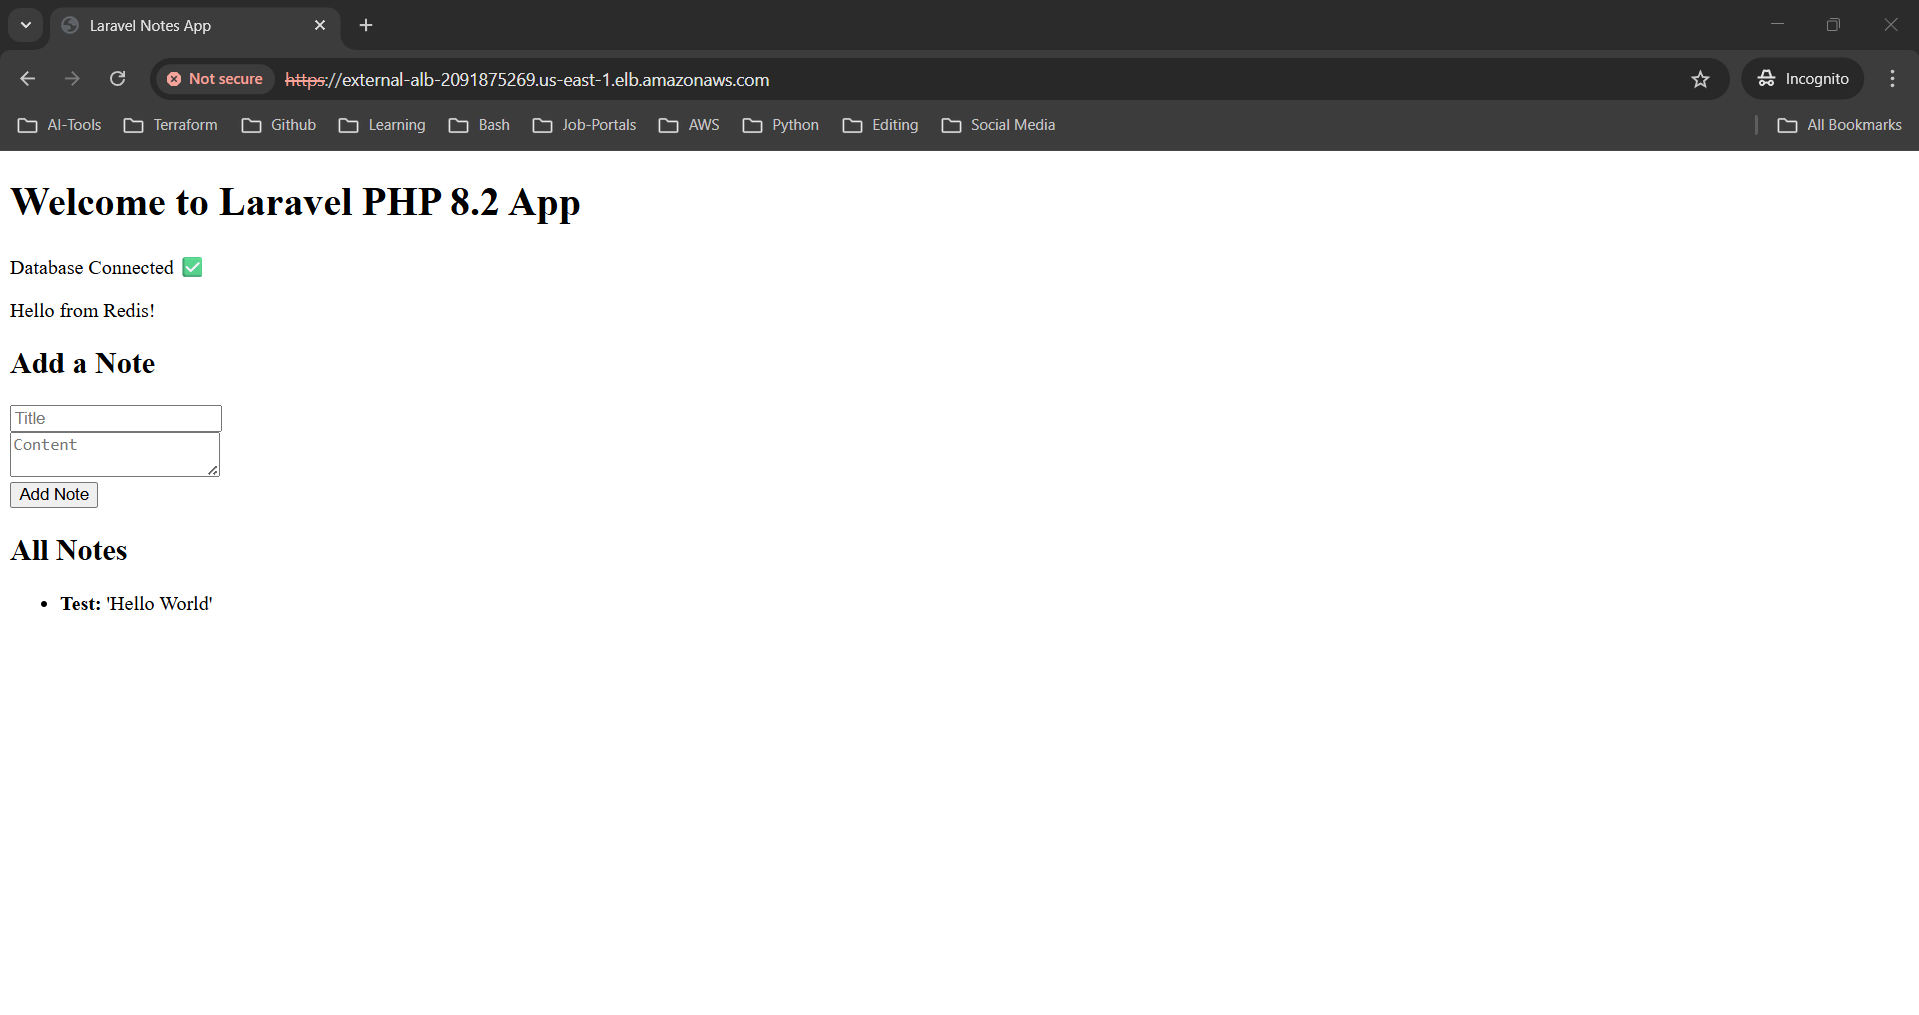 Laravel Notes App
Not secure https://external-alb-2091875269.us-east-1.elb.amazonaws.com Incognito
AI-Tools Terraform Github Learning Bash Job-Portals AWS Python Editing Social Media All Bookmarks
Welcome to Laravel PHP 8.2 App
Database Connected ✅
Hello from Redis!
Add a Note
Title
Content
Add Note
All Notes
• Test: 'Hello World'